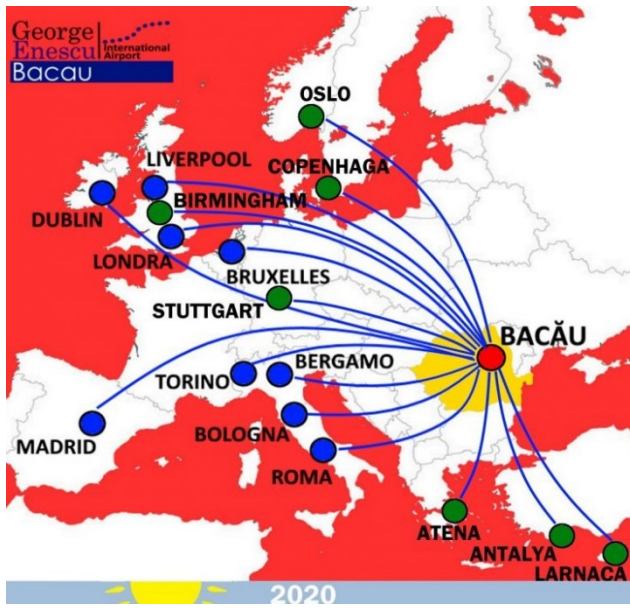 George
Enescu International
Airport
Bacau
OSLO
LIVERPOOL
COPENHAGA
BIRMINGHAM
DUBLIN
LONDRA
BRUXELLES
STUTTGART
BACĂU
BERGAMO
TORINO
MADRID
BOLOGNA
ROMA
ATENA
ANTALYA
LARNACA
2020